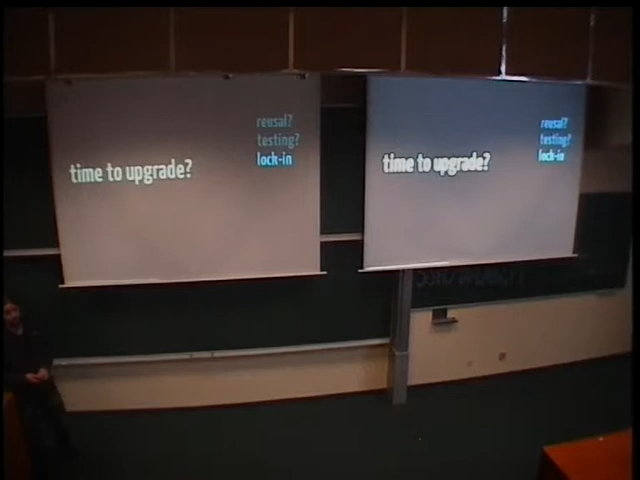 reusal?
testing?
lock-in
time to upgrade?
reusal?
testing?
lock-in
time to upgrade?